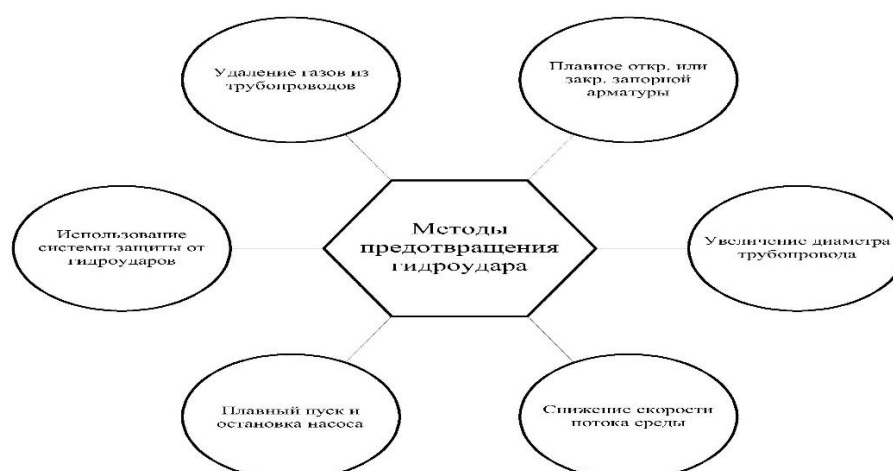 Удаление газов из
трубопроводов
Плавное откр. или
закр. запорной
арматуры
Использование
системы защиты от
гидроударов
Методы
предотвращения
гидроудара
Увеличение диаметра
трубопровода
Плавный пуск и
остановка насоса
Снижение скорости
потока среды